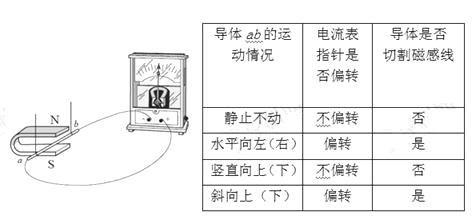 N
S
a
b
导体 ab 的运动情况
电流表指针是否偏转
导体是否切割磁感线
静止不动 不偏转 否
水平向左(右) 偏转 是
竖直向上(下) 不偏转 否
斜向上（下） 偏转 是